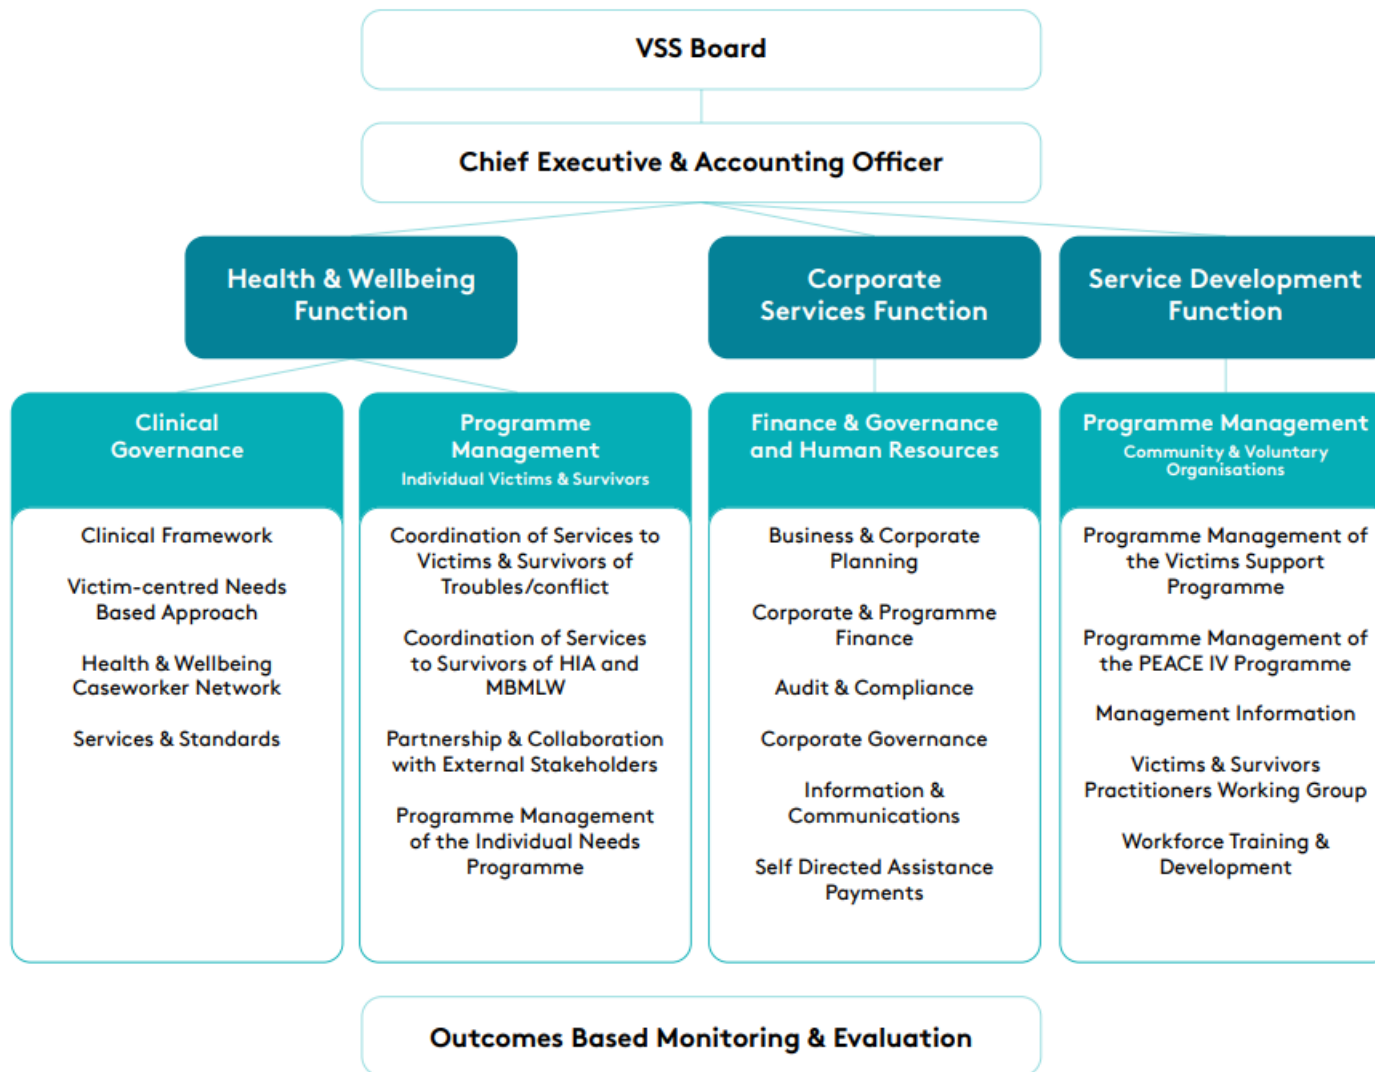 VSS Board
Chief Executive & Accounting Officer
Health & Wellbeing
Function
Corporate
Services Function
Service Development
Function
Clinical
Governance
Clinical Framework
Victim-centred Needs
Based Approach
Health & Wellbeing
Caseworker Network
Services & Standards
Programme
Management
Individual Victims & Survivors
Coordination of Services to
Victims & Survivors of
Troubles/conflict
Coordination of Services
to Survivors of HIA and
MBMLW
Partnership & Collaboration
with External Stakeholders
Programme Management
of the Individual Needs
Programme
Finance & Governance
and Human Resources
Business & Corporate
Planning
Corporate & Programme
Finance
Audit & Compliance
Corporate Governance
Information &
Communications
Self Directed Assistance
Payments
Programme Management
Community & Voluntary
Organisations
Programme Management of
the Victims Support
Programme
Programme Management of
the PEACE IV Programme
Management Information
Victims & Survivors
Practitioners Working Group
Workforce Training &
Development
Outcomes Based Monitoring & Evaluation